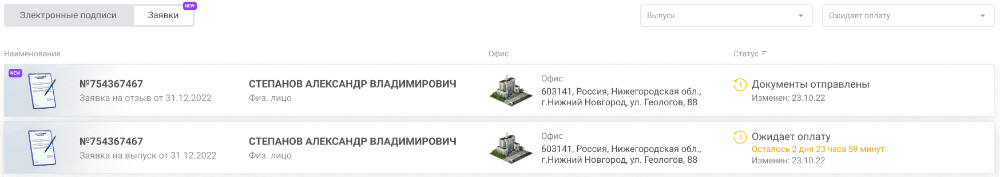 Электронные подписи
Заявки
NEW
Выпуск
Ожидает оплату
Наименование
Офис
Статус
NEW
№754367467
Заявка на отзыв от 31.12.2022
СТЕПАНОВ АЛЕКСАНДР ВЛАДИМИРОВИЧ
Физ. лицо
Офис
603141, Россия, Нижегородская обл.,
г.Нижний Новгород, ул. Геологов, 88
Документы отправлены
Изменен: 23.10.22
№754367467
Заявка на выпуск от 31.12.2022
СТЕПАНОВ АЛЕКСАНДР ВЛАДИМИРОВИЧ
Физ. лицо
Офис
603141, Россия, Нижегородская обл.,
г.Нижний Новгород, ул. Геологов, 88
Ожидает оплату
Осталось 2 дня 23 часа 59 минут
Изменен: 23.10.22